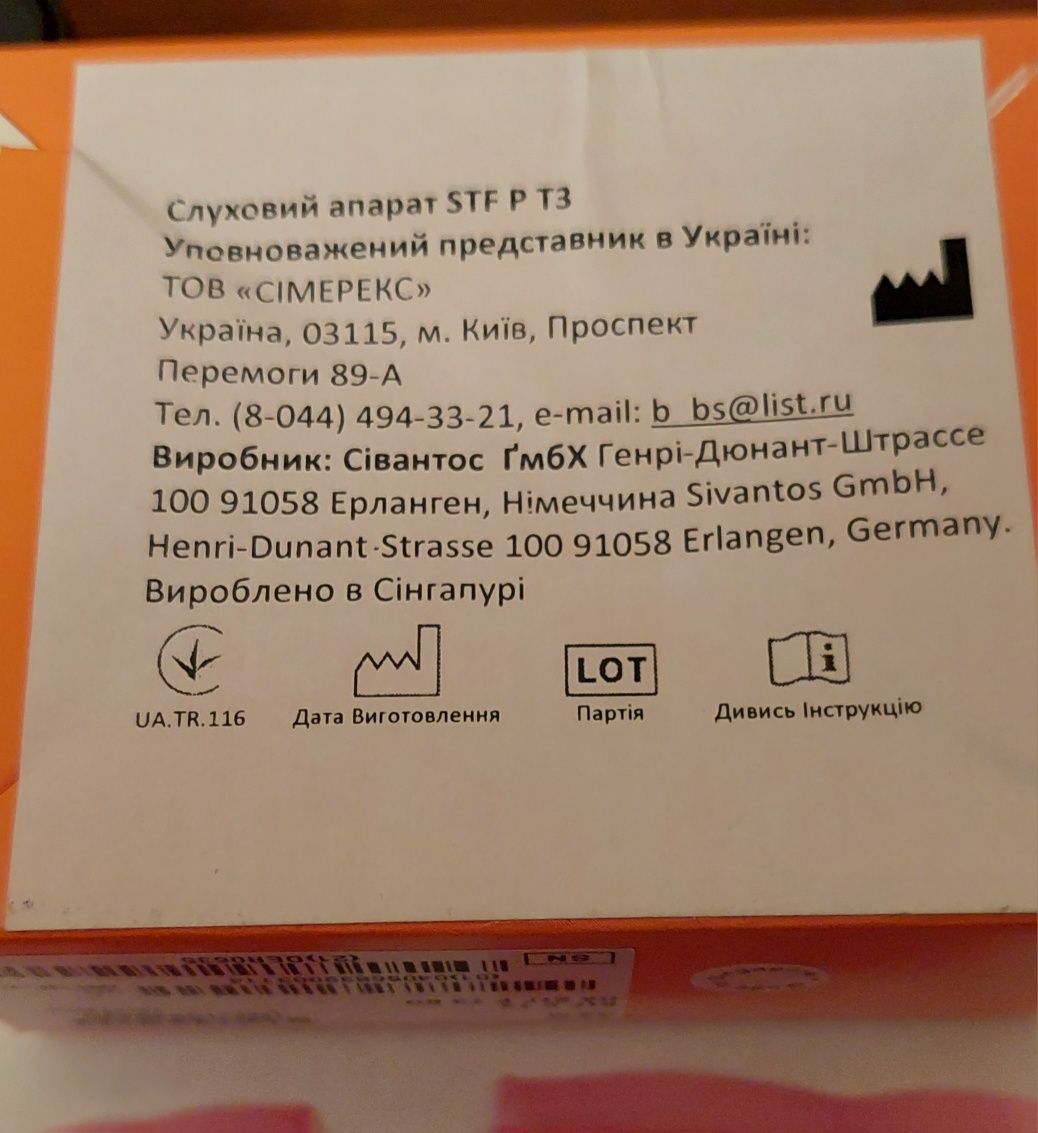 Слуховий апарат STF P T3
Уповноважений представник в Україні:
ТОВ «СІМЕРЕКС»
Україна, 03115, м. Київ, Проспект
Перемоги 89-А
Тел. (8-044) 494-33-21, e-mail: b_bs@list.ru
Виробник: Сівантос ҐмбХ Генрі-Дюнант-Штрассе
100 91058 Ерланген, Німеччина Sivantos GmbH,
Henri-Dunant-Strasse 100 91058 Erlangen, Germany.
Вироблено в Сінгапурі
LOT
UA.TR.116 Дата Виготовлення Партія Дивись Інструкцію
SN